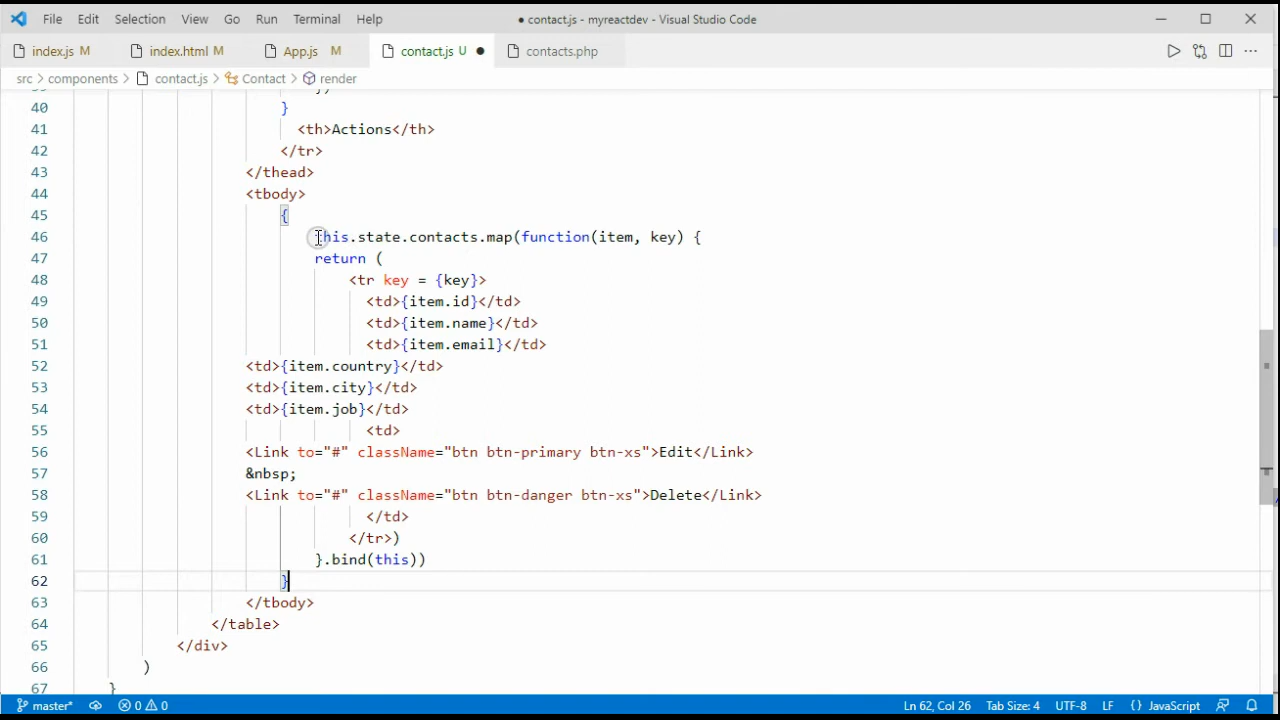 File Edit Selection View Go Run Terminal Help ● contact.js - myreactdev - Visual Studio Code
index.js M index.html M App.js M contact.js U ● contacts.php
src > components > contact.js > Contact > render
40 }
41 <th>Actions</th>
42 </tr>
43 </thead>
44 <tbody>
45 {
46 this.state.contacts.map(function(item, key) {
47 return (
48 <tr key = {key}>
49 <td>{item.id}</td>
50 <td>{item.name}</td>
51 <td>{item.email}</td>
52 <td>{item.country}</td>
53 <td>{item.city}</td>
54 <td>{item.job}</td>
55 <td>
56 <Link to="#" className="btn btn-primary btn-xs">Edit</Link>
57 &nbsp;
58 <Link to="#" className="btn btn-danger btn-xs">Delete</Link>
59 </td>
60 </tr>)
61 }.bind(this))
62 }
63 </tbody>
64 </table>
65 </div>
66 )
67 }
master* 0 0 Ln 62, Col 26 Tab Size: 4 UTF-8 LF {} JavaScript